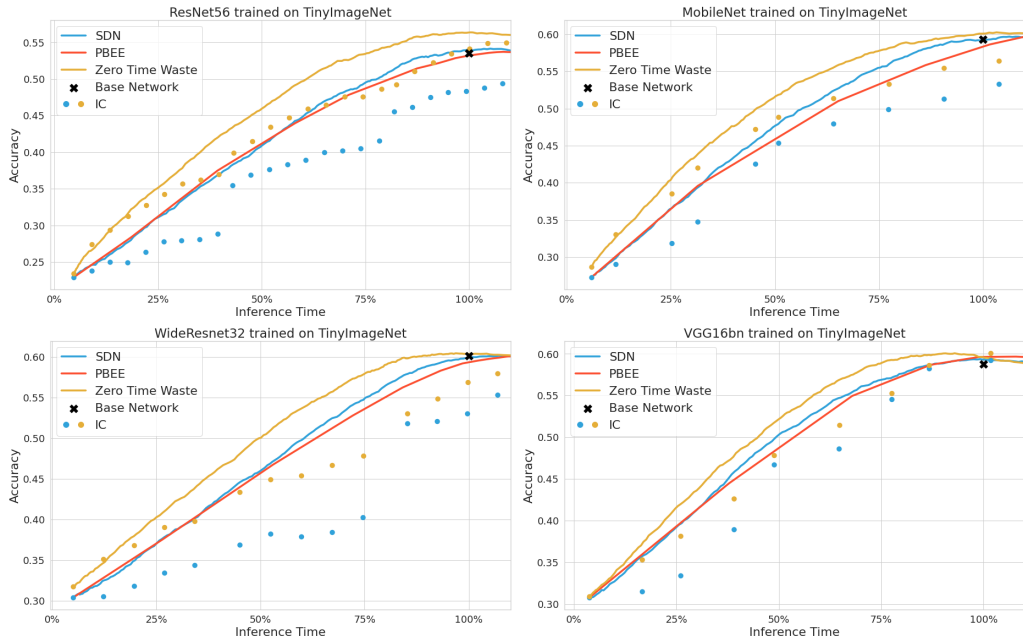 ResNet56 trained on TinyImageNet
SDN
PBEE
Zero Time Waste
Base Network
IC
Accuracy
0.55
0.50
0.45
0.40
0.35
0.30
0.25
0% 25% 50% 75% 100%
Inference Time
MobileNet trained on TinyImageNet
SDN
PBEE
Zero Time Waste
Base Network
IC
Accuracy
0.60
0.55
0.50
0.45
0.40
0.35
0.30
0% 25% 50% 75% 100%
Inference Time
WideResnet32 trained on TinyImageNet
SDN
PBEE
Zero Time Waste
Base Network
IC
Accuracy
0.60
0.55
0.50
0.45
0.40
0.35
0.30
0% 25% 50% 75% 100%
Inference Time
VGG16bn trained on TinyImageNet
SDN
PBEE
Zero Time Waste
Base Network
IC
Accuracy
0.60
0.55
0.50
0.45
0.40
0.35
0.30
0% 25% 50% 75% 100%
Inference Time